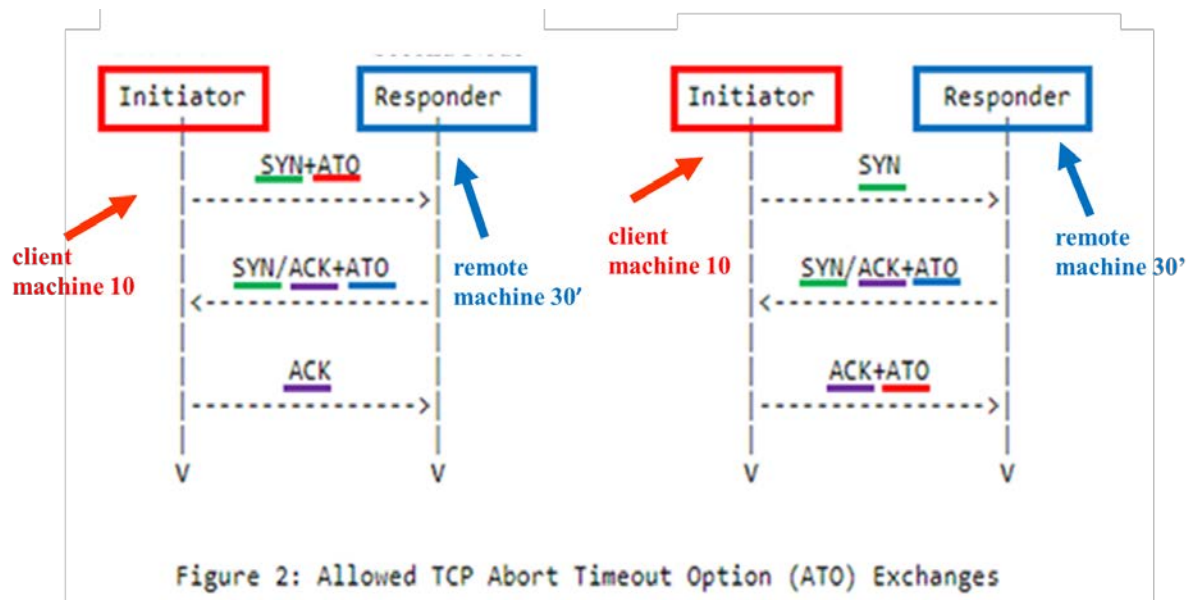 Initiator Responder Initiator Responder
SYN+ATO SYN
client machine 10
remote machine 30'
client machine 10
remote machine 30'
SYN/ACK+ATO SYN/ACK+ATO
ACK ACK+ATO
V V V V
Figure 2: Allowed TCP Abort Timeout Option (ATO) Exchanges